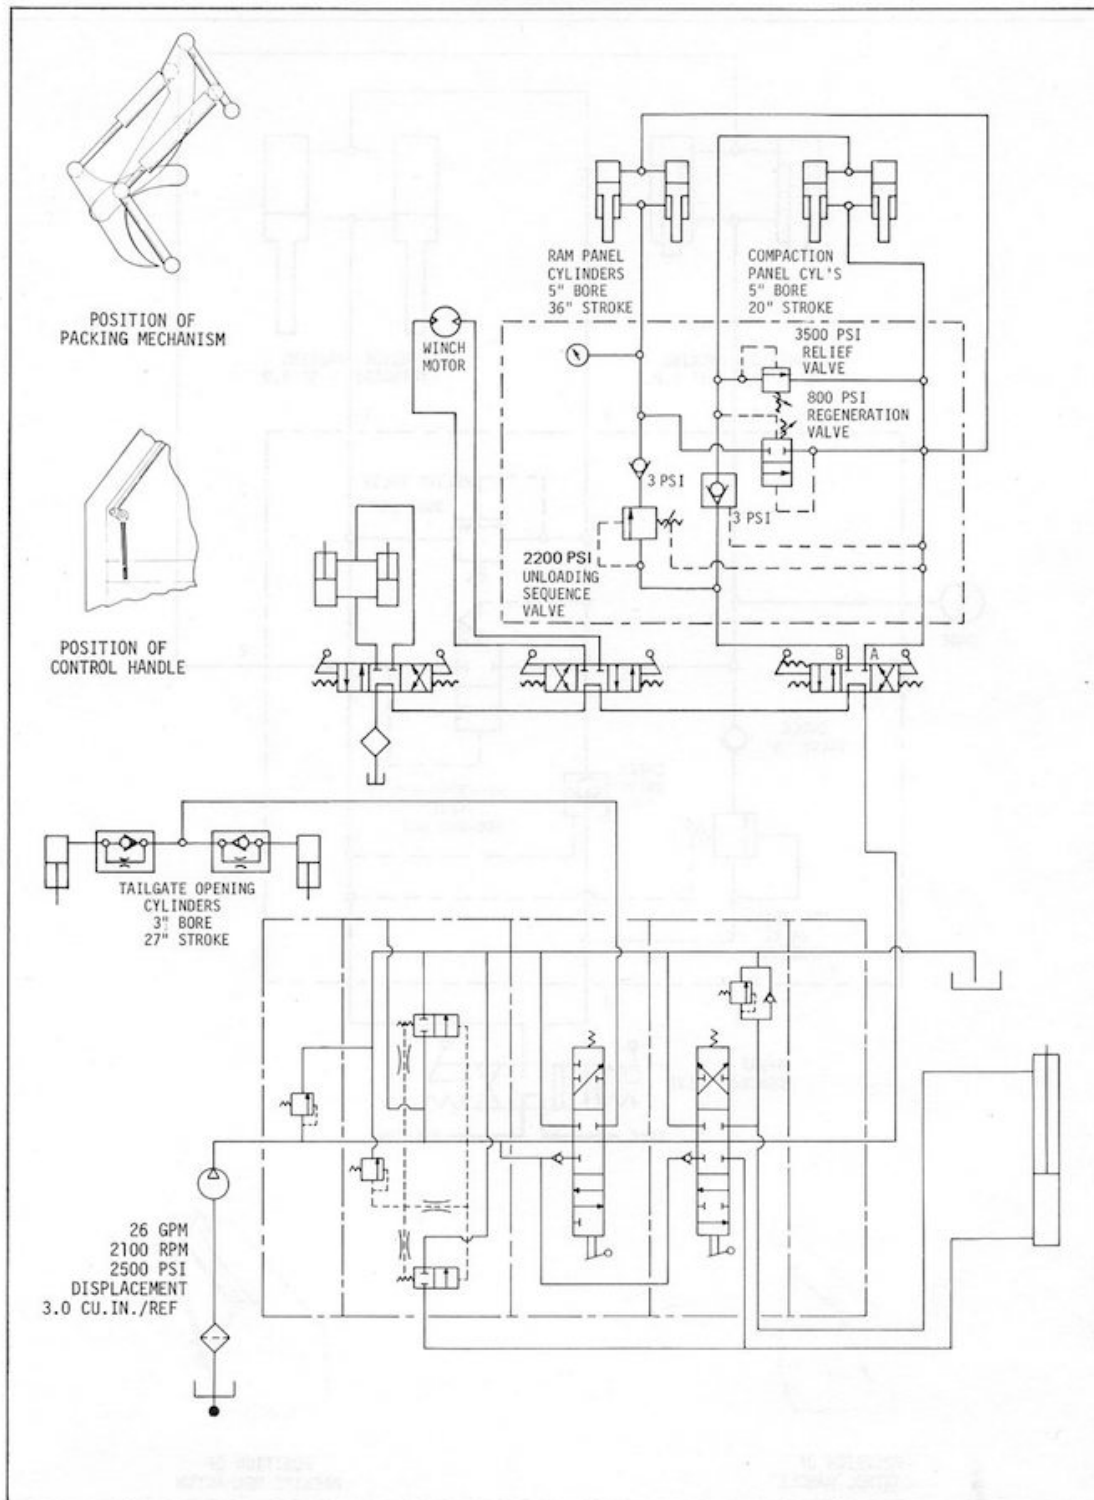 POSITION OF
PACKING MECHANISM
POSITION OF
CONTROL HANDLE
RAM PANEL
CYLINDERS
5" BORE
36" STROKE
COMPACTION
PANEL CYL'S
5" BORE
20" STROKE
WINCH
MOTOR
3500 PSI
RELIEF
VALVE
800 PSI
REGENERATION
VALVE
3 PSI
3 PSI
2200 PSI
UNLOADING
SEQUENCE
VALVE
B
A
TAILGATE OPENING
CYLINDERS
3" BORE
27" STROKE
26 GPM
2100 RPM
2500 PSI
DISPLACEMENT
3.0 CU.IN./REF